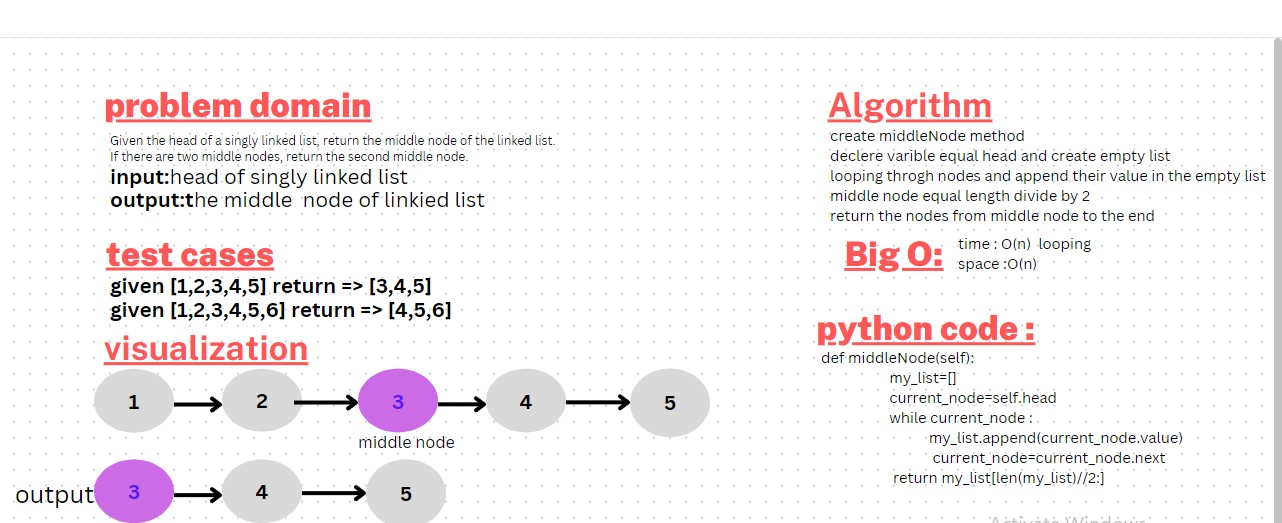 problem domain
Given the head of a singly linked list, return the middle node of the linked list.
If there are two middle nodes, return the second middle node.
input:head of singly linked list
output:the middle node of linkied list
test cases
given [1,2,3,4,5] return => [3,4,5]
given [1,2,3,4,5,6] return => [4,5,6]
visualization
1 2 3 4 5
middle node
output 3 4 5
Algorithm
create middleNode method
declere varible equal head and create empty list
looping throgh nodes and append their value in the empty list
middle node equal length divide by 2
return the nodes from middle node to the end
Big O:
time : O(n) looping
space :O(n)
python code :
def middleNode(self):
my_list=[]
current_node=self.head
while current_node :
my_list.append(current_node.value)
current_node=current_node.next
return my_list[len(my_list)//2:]
Activate Windows